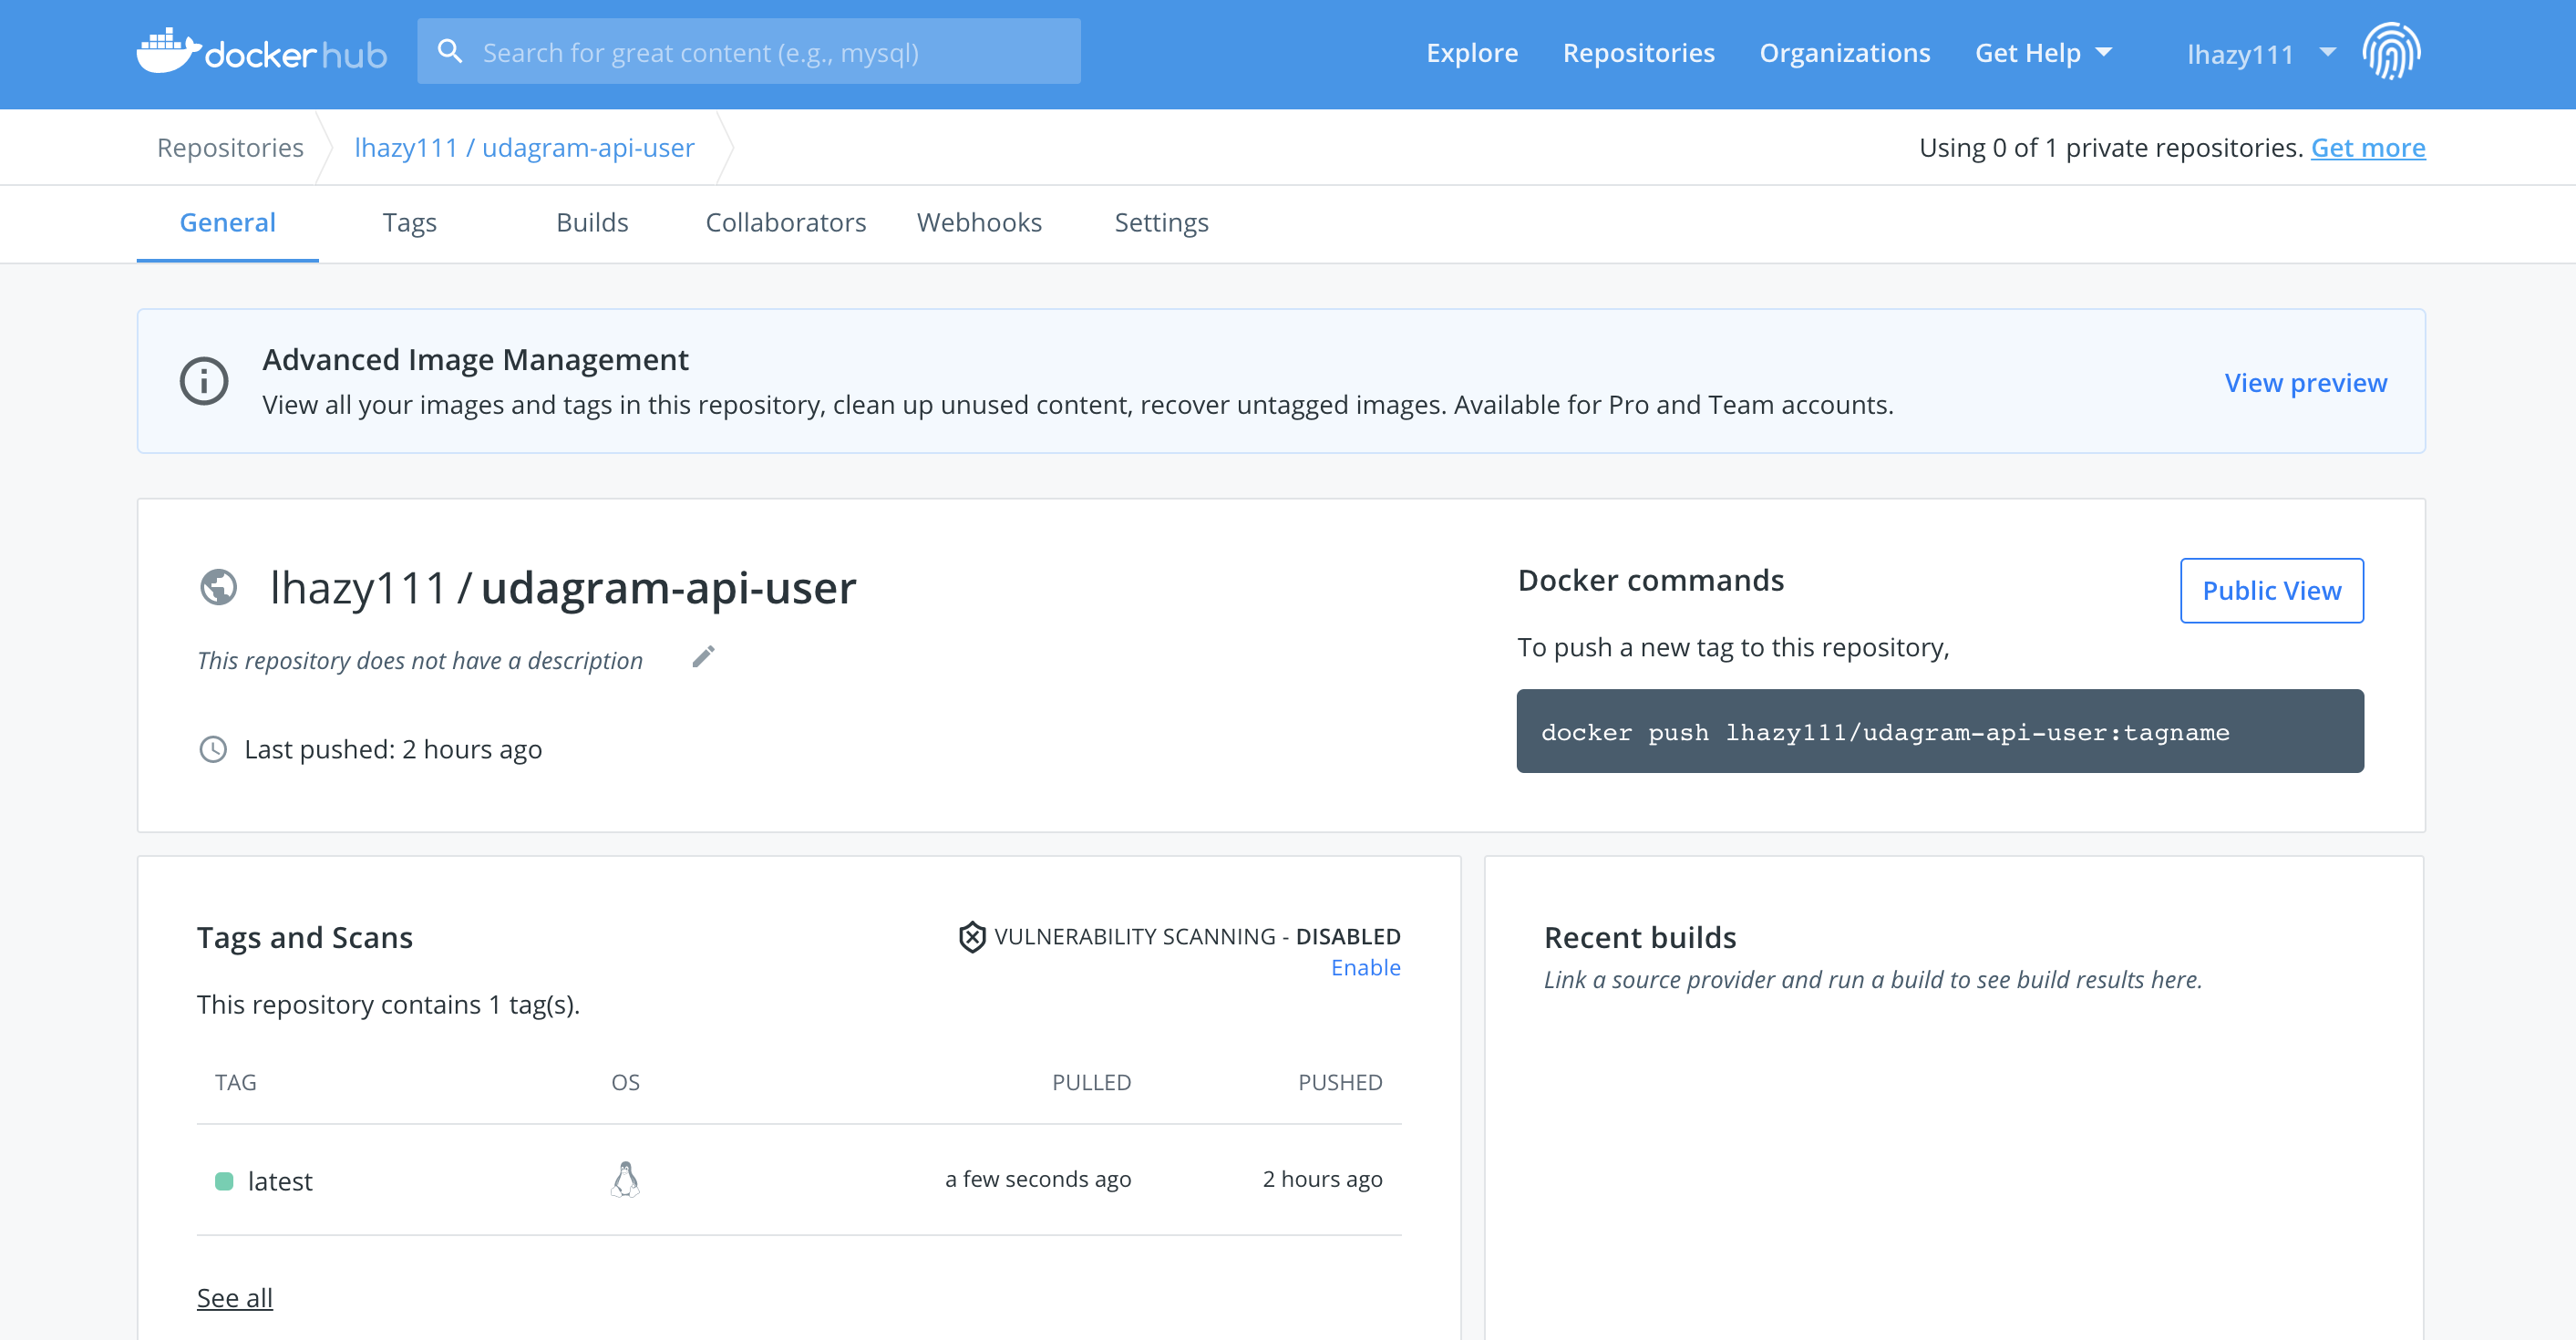 docker hub
Search for great content (e.g., mysql)
Explore
Repositories
Organizations
Get Help
lhazy111
Repositories
lhazy111 / udagram-api-user
Using 0 of 1 private repositories. Get more
General
Tags
Builds
Collaborators
Webhooks
Settings
Advanced Image Management
View all your images and tags in this repository, clean up unused content, recover untagged images. Available for Pro and Team accounts.
View preview
lhazy111 / udagram-api-user
This repository does not have a description
Last pushed: 2 hours ago
Docker commands
Public View
To push a new tag to this repository,
docker push lhazy111/udagram-api-user:tagname
Tags and Scans
VULNERABILITY SCANNING - DISABLED
Enable
This repository contains 1 tag(s).
TAG OS PULLED PUSHED
latest a few seconds ago 2 hours ago
See all
Recent builds
Link a source provider and run a build to see build results here.